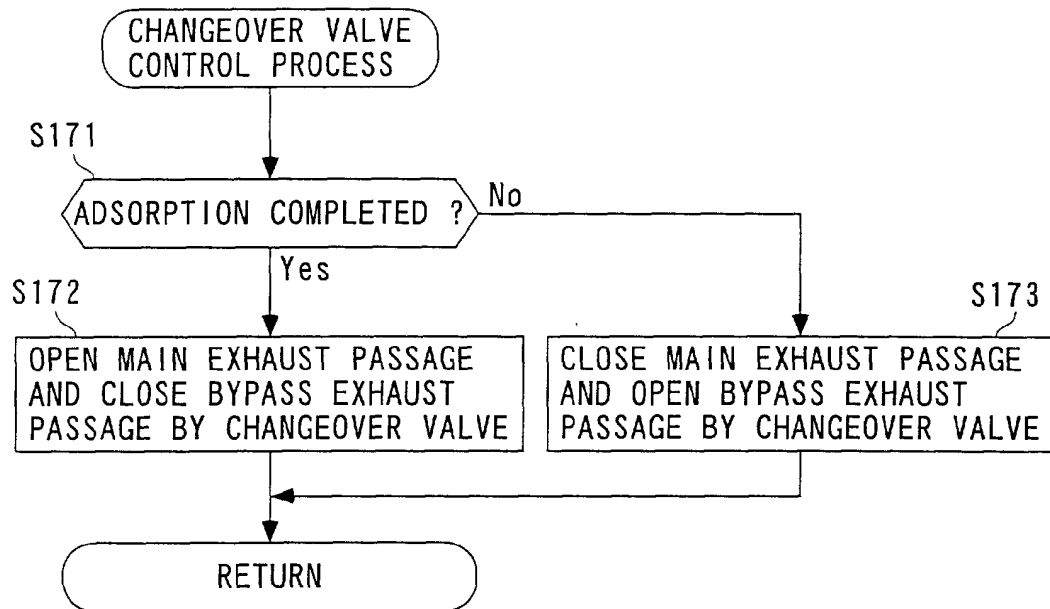 CHANGEOVER VALVE
CONTROL PROCESS
S171
ADSORPTION COMPLETED ?
No
Yes
S172
OPEN MAIN EXHAUST PASSAGE
AND CLOSE BYPASS EXHAUST
PASSAGE BY CHANGEOVER VALVE
S173
CLOSE MAIN EXHAUST PASSAGE
AND OPEN BYPASS EXHAUST
PASSAGE BY CHANGEOVER VALVE
RETURN